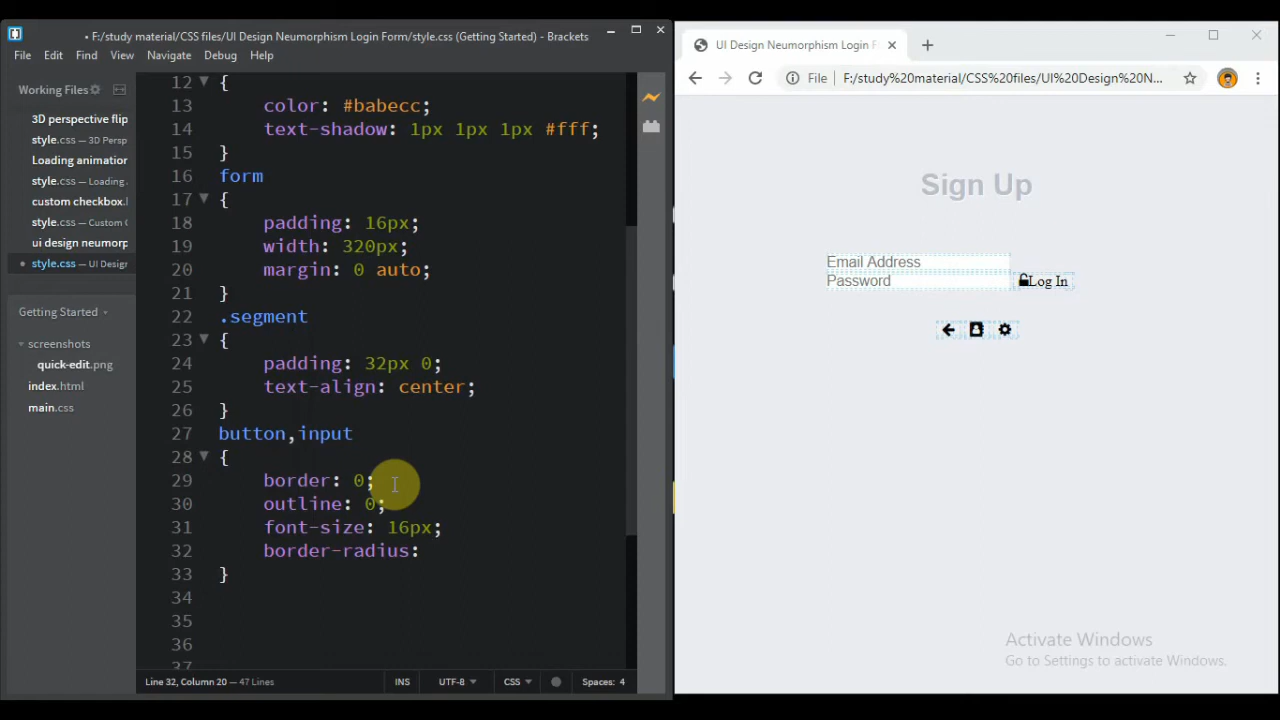 • F:/study material/CSS files/UI Design Neumorphism Login Form/style.css (Getting Started) - Brackets
File Edit Find View Navigate Debug Help
Working Files
3D perspective flip
style.css — 3D Persp
Loading animation
style.css — Loading
custom checkbox.
style.css — Custom C
ui design neumorp
• style.css — UI Design
Getting Started
screenshots
quick-edit.png
index.html
main.css
12 {
13 color: #babecc;
14 text-shadow: 1px 1px 1px #fff;
15 }
16 form
17 {
18 padding: 16px;
19 width: 320px;
20 margin: 0 auto;
21 }
22 .segment
23 {
24 padding: 32px 0;
25 text-align: center;
26 }
27 button,input
28 {
29 border: 0;
30 outline: 0;
31 font-size: 16px;
32 border-radius:
33 }
34
35
36
37
Line 32, Column 20 — 47 Lines
INS UTF-8 CSS Spaces: 4
UI Design Neumorphism Login F
File F:/study%20material/CSS%20files/UI%20Design%20N...
Sign Up
Email Address
Password Log In
Activate Windows
Go to Settings to activate Windows.